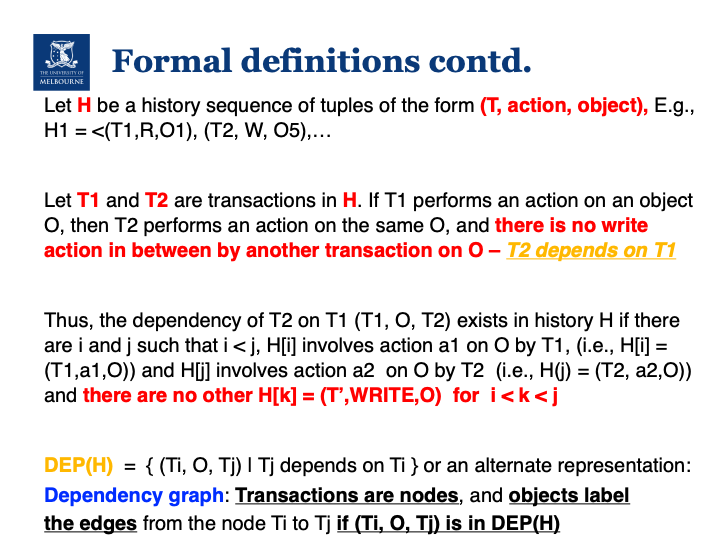 THE UNIVERSITY OF
MELBOURNE
Formal definitions contd.
Let H be a history sequence of tuples of the form (T, action, object), E.g.,
H1 = <(T1,R,O1), (T2, W, O5),…
Let T1 and T2 are transactions in H. If T1 performs an action on an object
O, then T2 performs an action on the same O, and there is no write
action in between by another transaction on O – T2 depends on T1
Thus, the dependency of T2 on T1 (T1, O, T2) exists in history H if there
are i and j such that i < j, H[i] involves action a1 on O by T1, (i.e., H[i] =
(T1,a1,O)) and H[j] involves action a2 on O by T2 (i.e., H(j) = (T2, a2,O))
and there are no other H[k] = (T’,WRITE,O) for i < k < j
DEP(H) = { (Ti, O, Tj) | Tj depends on Ti } or an alternate representation:
Dependency graph: Transactions are nodes, and objects label
the edges from the node Ti to Tj if (Ti, O, Tj) is in DEP(H)